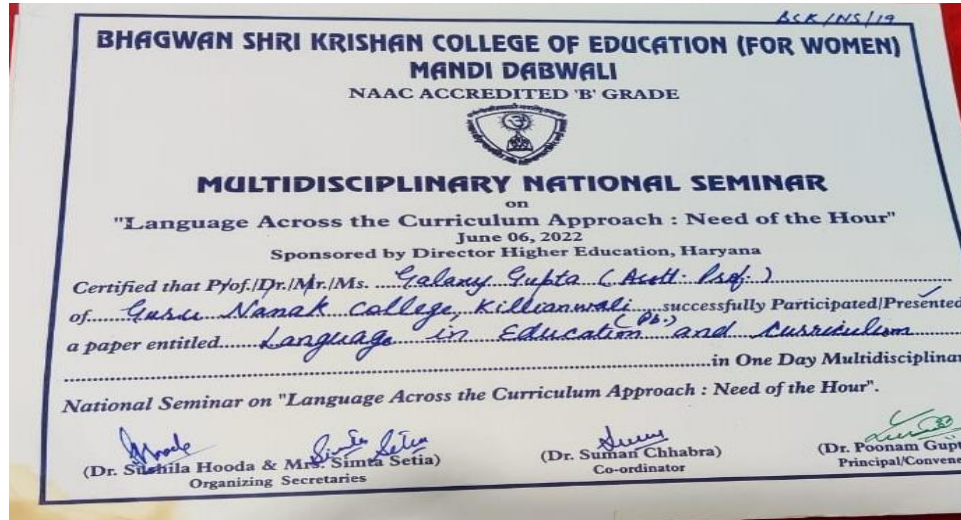 BCK/NS/19
BHAGWAN SHRI KRISHAN COLLEGE OF EDUCATION (FOR WOMEN)
MANDI DABWALI
NAAC ACCREDITED 'B' GRADE
MULTIDISCIPLINARY NATIONAL SEMINAR
on
"Language Across the Curriculum Approach : Need of the Hour"
June 06, 2022
Sponsored by Director Higher Education, Haryana
Certified that Prof./Dr./Mr./Ms. Galaxy Gupta (Asstt. Prof.)
of Guru Nanak College, Killianwali (Pb.) successfully Participated/Presented
a paper entitled Language in Education and Curriculum
in One Day Multidisciplinar
National Seminar on "Language Across the Curriculum Approach : Need of the Hour".
(Dr. Sushila Hooda & Mrs. Simta Setia)
Organizing Secretaries
(Dr. Suman Chhabra)
Co-ordinator
(Dr. Poonam Gupt
Principal/Convene